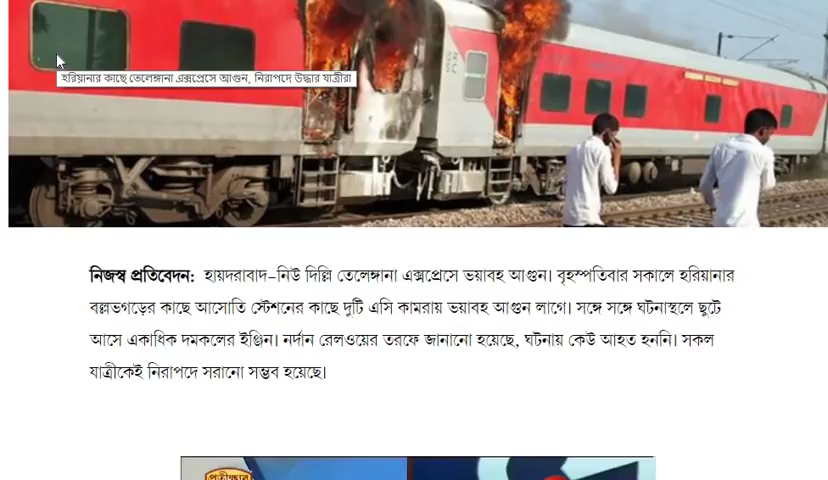 হরিয়ানার কাছে তেলেঙ্গানা এক্সপ্রেসে আগুন, নিরাপদে উদ্ধার যাত্রীরা
নিজস্ব প্রতিবেদন: হায়দরাবাদ-নিউ দিল্লি তেলেঙ্গানা এক্সপ্রেসে ভয়াবহ আগুন। বৃহস্পতিবার সকালে হরিয়ানার
বল্লভগড়ের কাছে আসোতি স্টেশনের কাছে দুটি এসি কামরায় ভয়াবহ আগুন লাগে। সঙ্গে সঙ্গে ঘটনাস্থলে ছুটে
আসে একাধিক দমকলের ইঞ্জিন। নর্দান রেলওয়ের তরফে জানানো হয়েছে, ঘটনায় কেউ আহত হননি। সকল
যাত্রীকেই নিরাপদে সরানো সম্ভব হয়েছে।